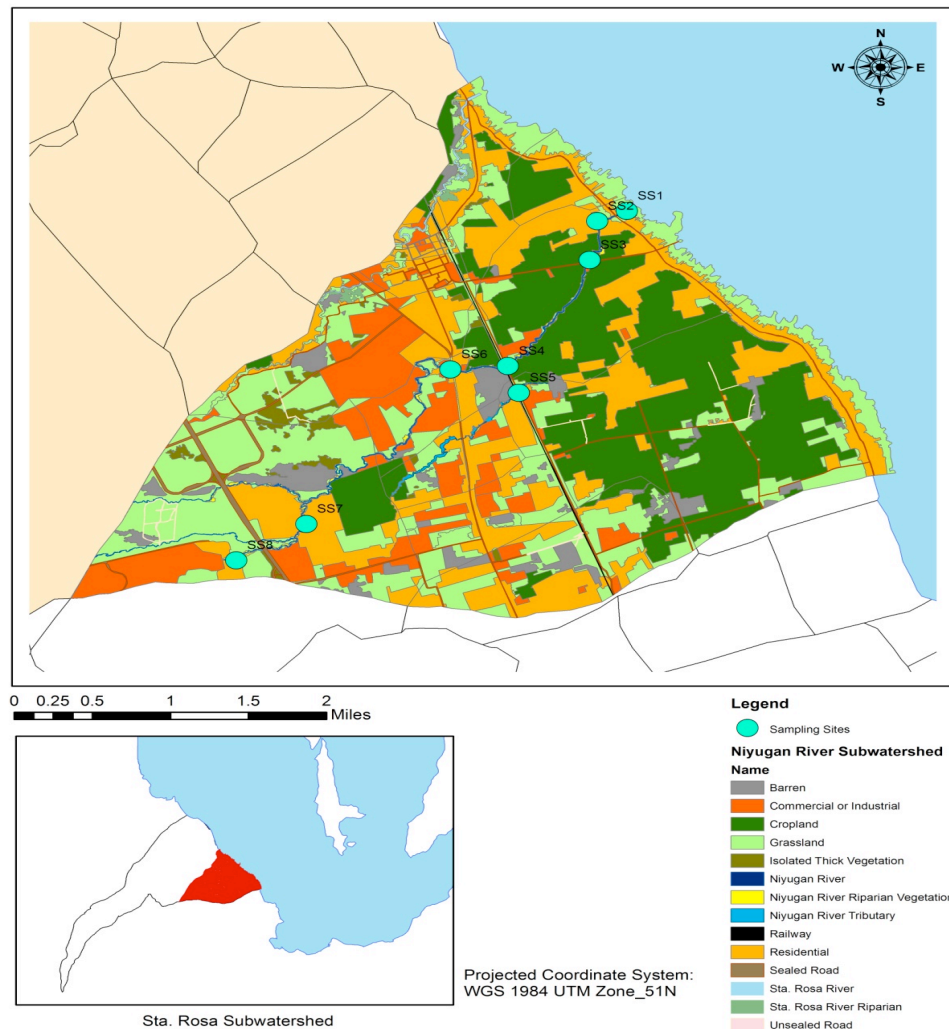 N
W E
S
SS1
SS2
SS3
SS4
SS5
SS6
SS7
SS8
0 0.25 0.5 1 1.5 2
Miles
Legend
Sampling Sites
Niyugan River Subwatershed
Name
Barren
Commercial or Industrial
Cropland
Grassland
Isolated Thick Vegetation
Niyugan River
Niyugan River Riparian Vegetation
Niyugan River Tributary
Railway
Residential
Sealed Road
Sta. Rosa River
Sta. Rosa River Riparian
Unsealed Road
Projected Coordinate System:
WGS 1984 UTM Zone_51N
Sta. Rosa Subwatershed